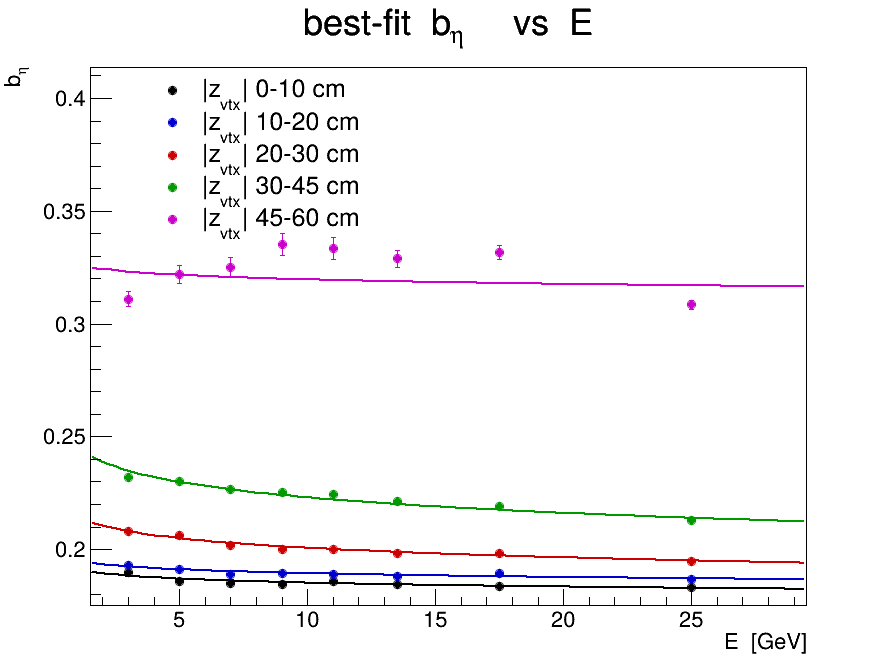 best-fit b_η vs E
b_η
|z_vtx| 0-10 cm
|z_vtx| 10-20 cm
|z_vtx| 20-30 cm
|z_vtx| 30-45 cm
|z_vtx| 45-60 cm
0.4
0.35
0.3
0.25
0.2
5 10 15 20 25
E [GeV]